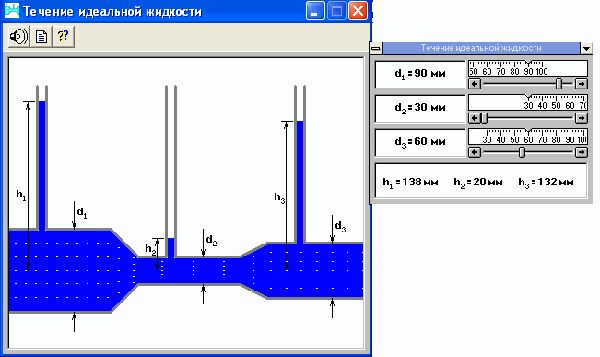 Течение идеальной жидкости
Течение идеальной жидкости
d1 = 90 мм
50 60 70 80 90 100
d2 = 30 мм
30 40 50 60 70
d3 = 60 мм
30 40 50 60 70 80 90 100
h1 = 138 мм h2 = 20 мм h3 = 132 мм
h1
d1
h2
d2
h3
d3